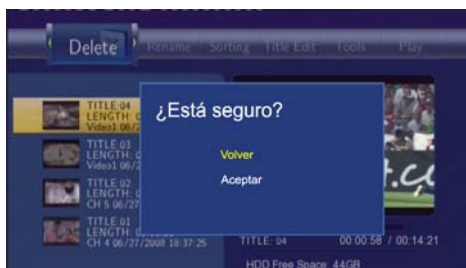 Delete Rename Sorting Title Edit Tools Play
TITLE:04
LENGTH:
Video1 06/2
TITLE:03
LENGTH:
Video1 06/2
TITLE:02
LENGTH:
CH 5 06/27
TITLE:01
LENGTH:
CH 4 06/27/2008 18:37:25
¿Está seguro?
Volver
Aceptar
TITLE: 04 00:00:58 / 00:14:21
HDD Free Space: 44GB